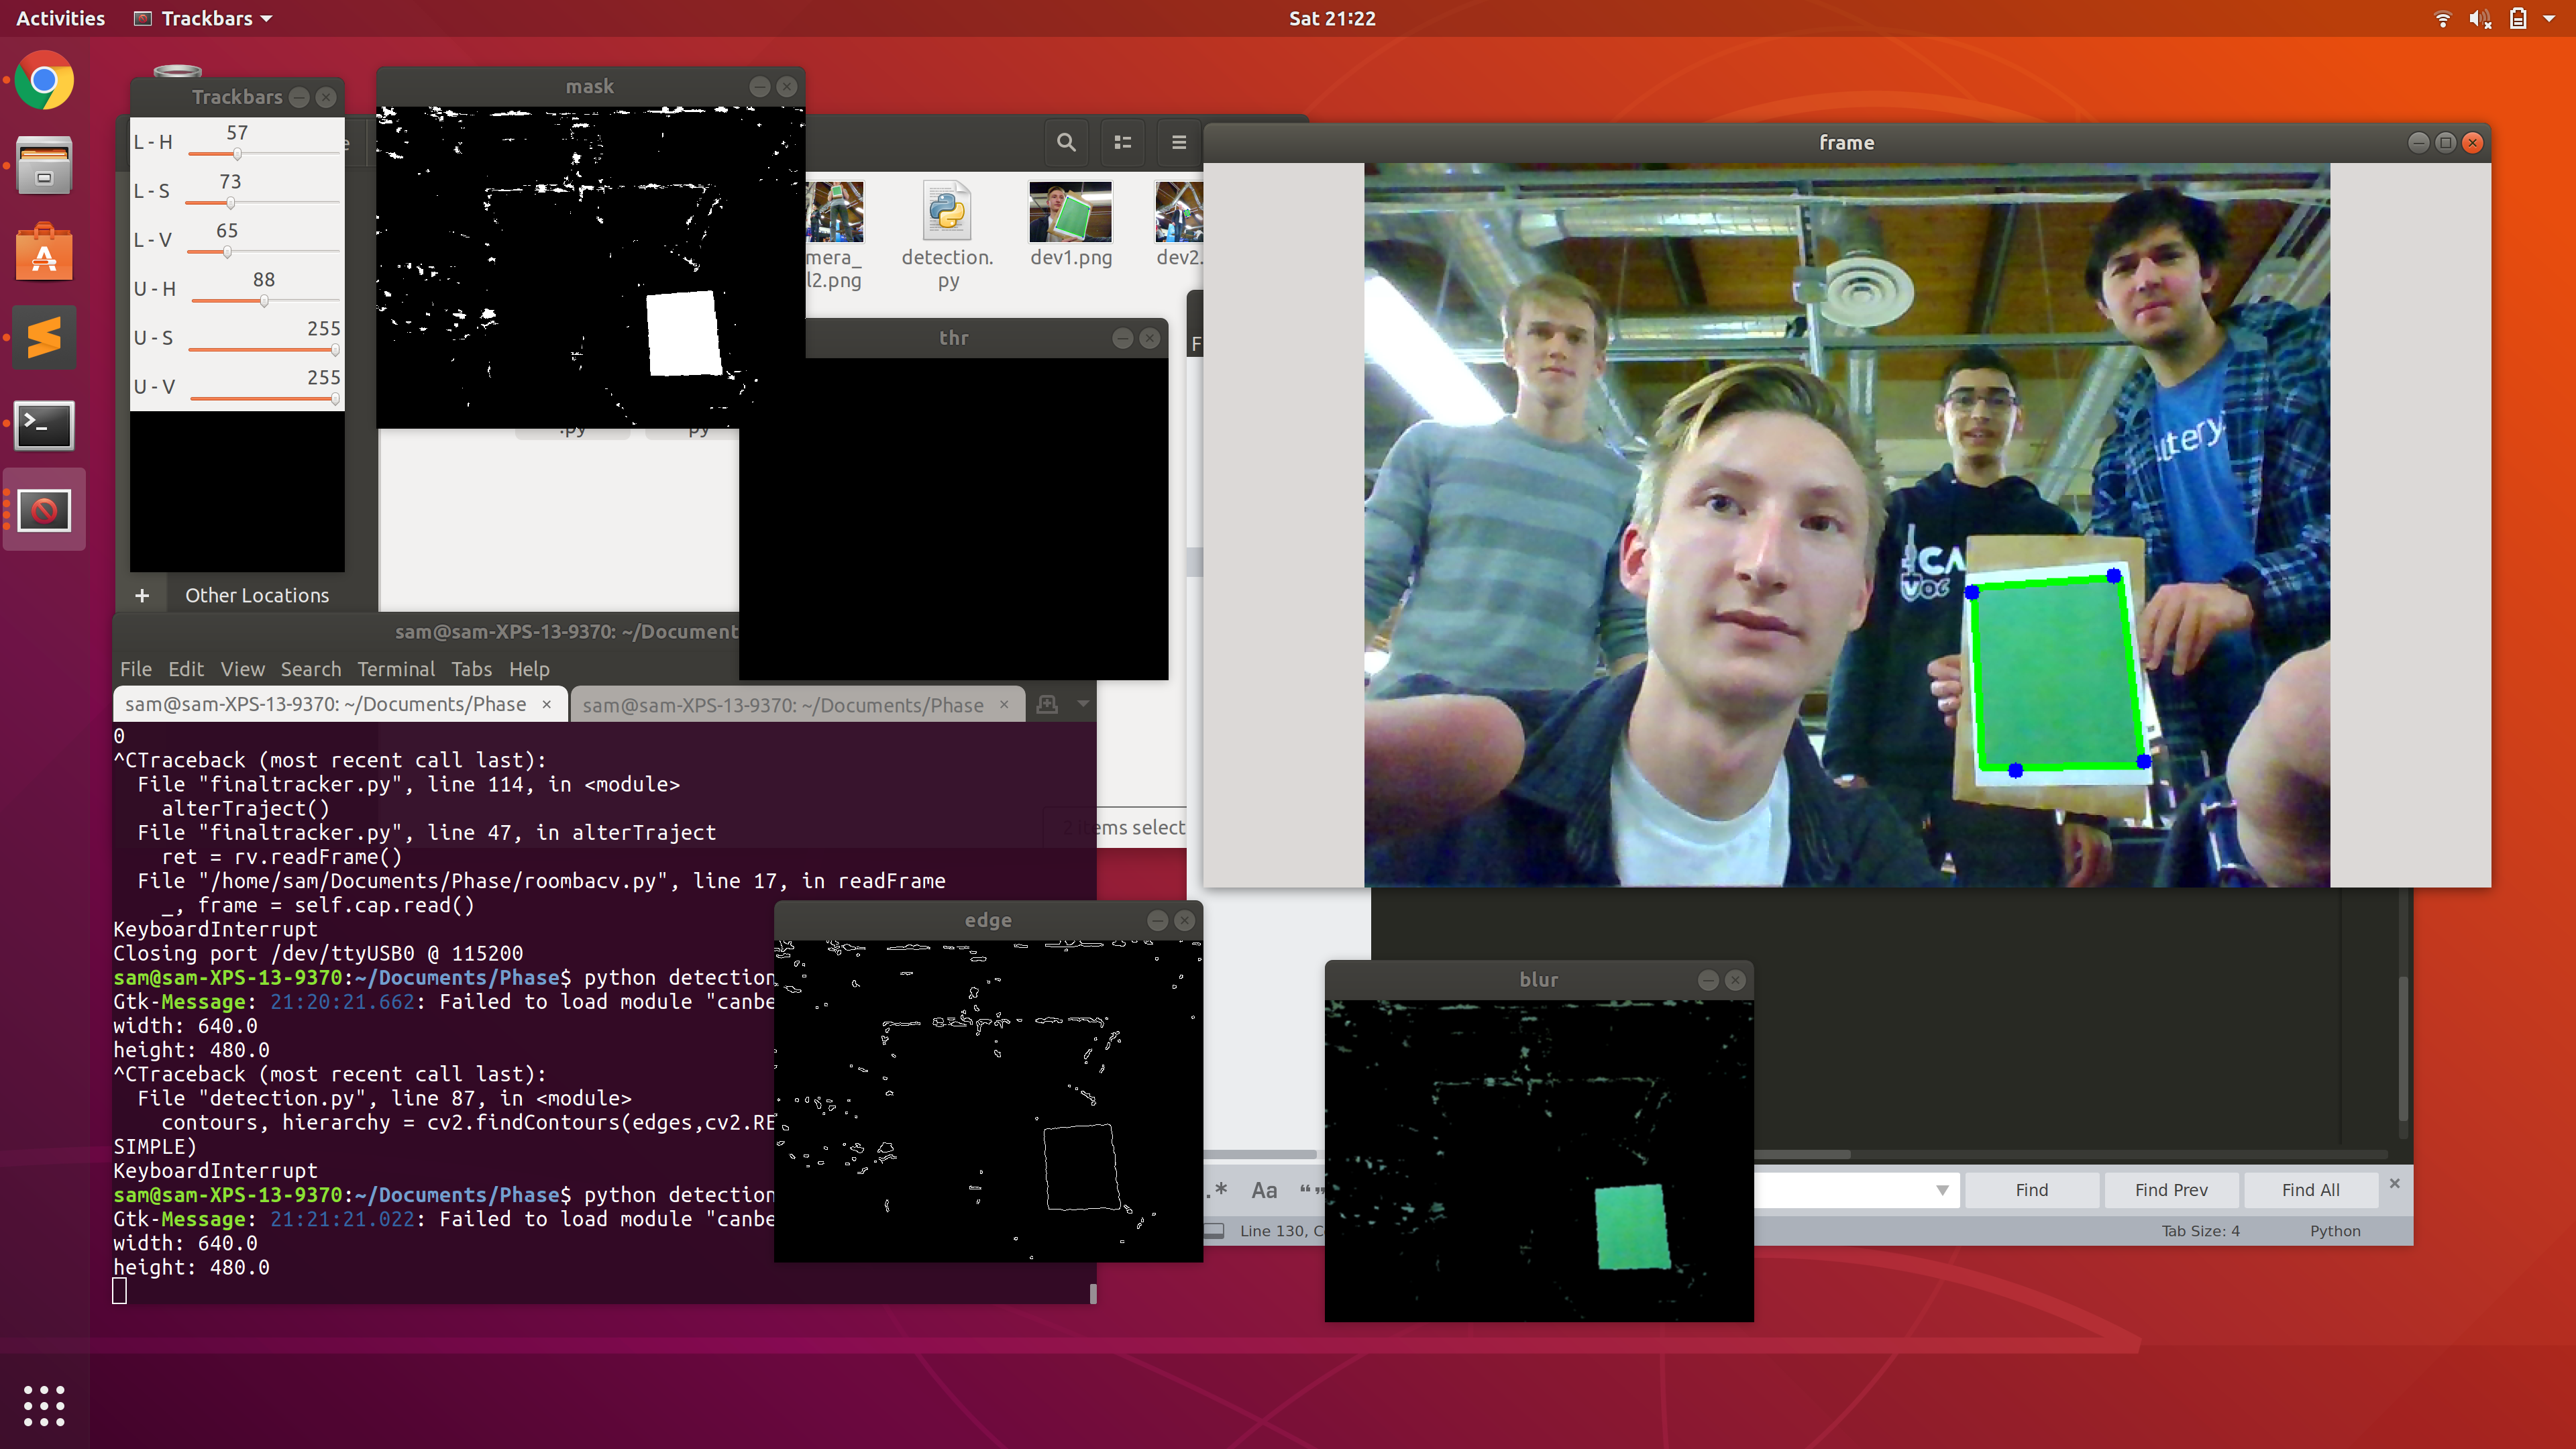 Activities
Trackbars
Sat 21:22
Trackbars
L - H 57
L - S 73
L - V 65
U - H 88
U - S 255
U - V 255
mask
mera_
l2.png
detection.
py
dev1.png
dev2.
.py
py
thr
F
frame
uttery
CA
VOC
+ Other Locations
2 items select
sam@sam-XPS-13-9370: ~/Document
File Edit View Search Terminal Tabs Help
sam@sam-XPS-13-9370: ~/Documents/Phase ×
sam@sam-XPS-13-9370: ~/Documents/Phase ×
0
^CTraceback (most recent call last):
File "finaltracker.py", line 114, in <module>
alterTraject()
File "finaltracker.py", line 47, in alterTraject
ret = rv.readFrame()
File "/home/sam/Documents/Phase/roombacv.py", line 17, in readFrame
_, frame = self.cap.read()
KeyboardInterrupt
Closing port /dev/ttyUSB0 @ 115200
sam@sam-XPS-13-9370:~/Documents/Phase$ python detection
Gtk-Message: 21:20:21.662: Failed to load module "canbe
width: 640.0
height: 480.0
^CTraceback (most recent call last):
File "detection.py", line 87, in <module>
contours, hierarchy = cv2.findContours(edges,cv2.RE
SIMPLE)
KeyboardInterrupt
sam@sam-XPS-13-9370:~/Documents/Phase$ python detection
Gtk-Message: 21:21:21.022: Failed to load module "canbe
width: 640.0
height: 480.0
edge
blur
.* Aa “”
Find Find Prev Find All
Line 130, C
Tab Size: 4 Python